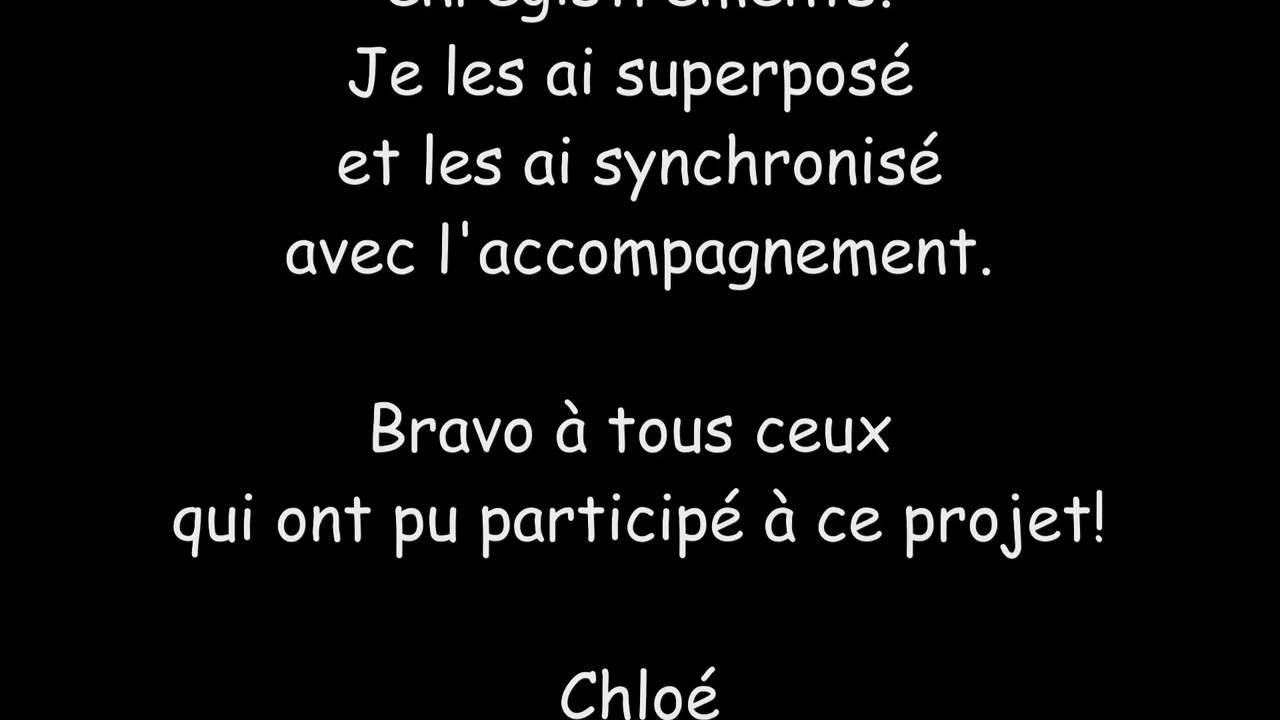 enregistrements.
Je les ai superposé
et les ai synchronisé
avec l'accompagnement.
Bravo à tous ceux
qui ont pu participé à ce projet!
Chloé